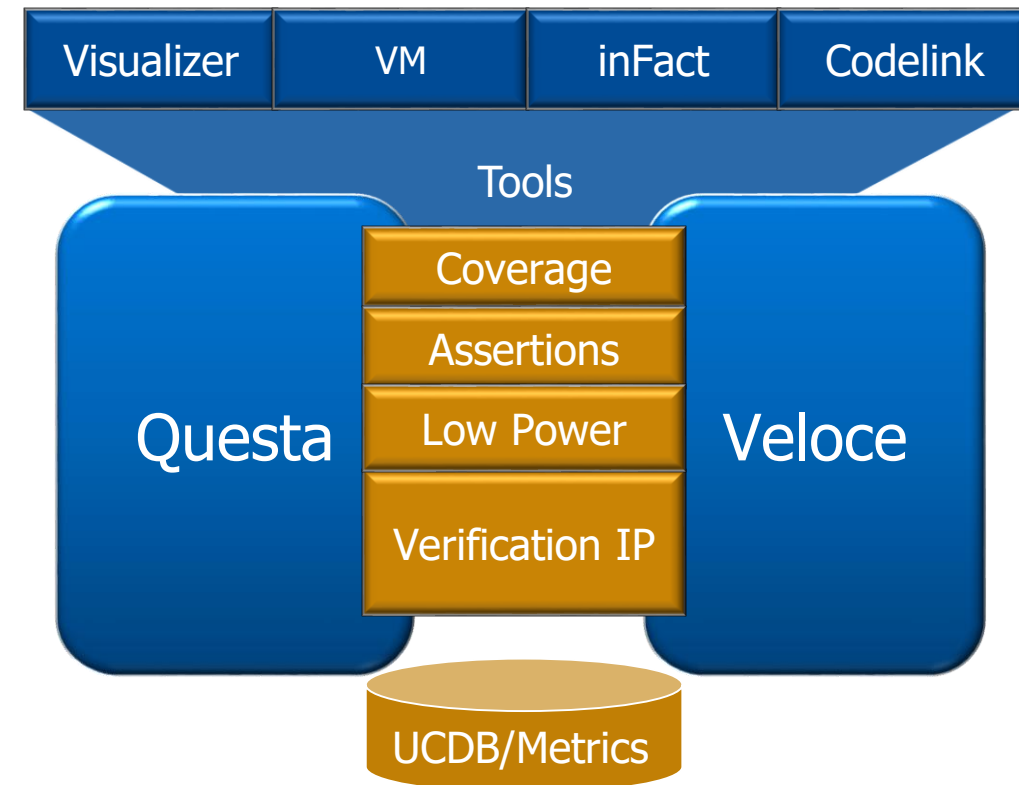 Visualizer VM inFact Codelink
Tools
Coverage
Assertions
Questa Low Power Veloce
Verification IP
UCDB/Metrics